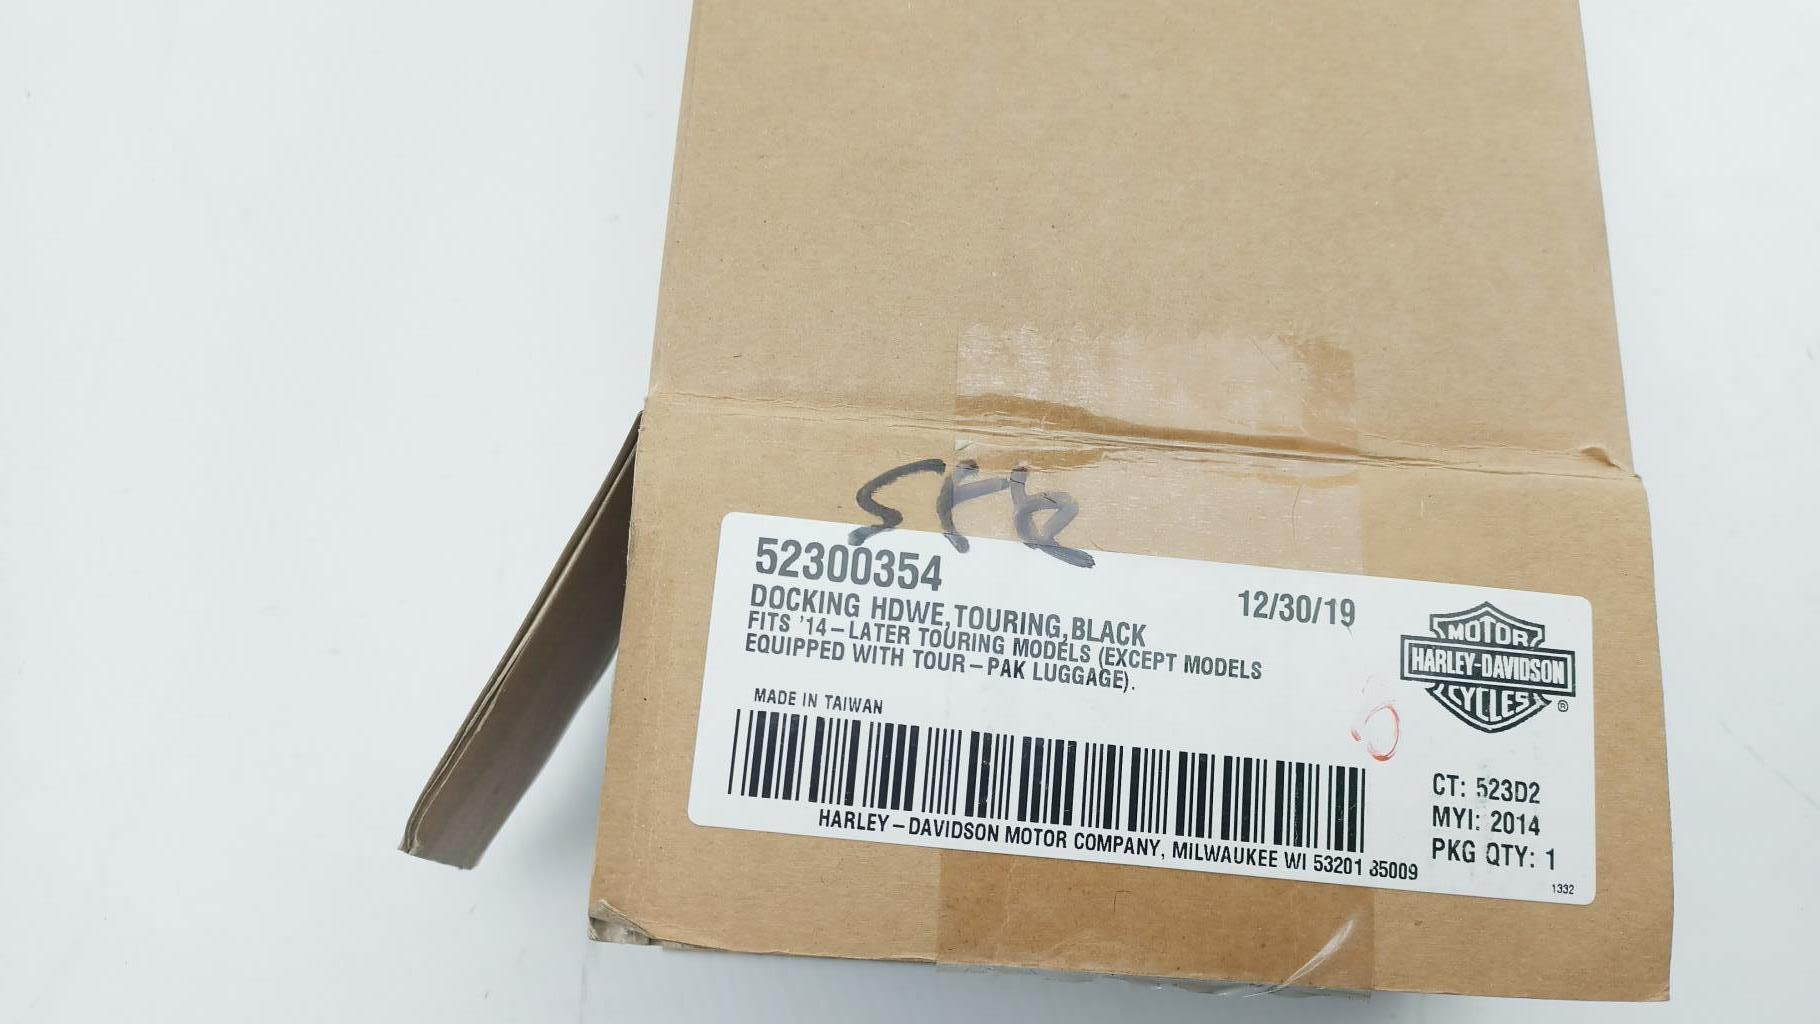 52300354
12/30/19
DOCKING HDWE,TOURING,BLACK
FITS '14-LATER TOURING MODELS (EXCEPT MODELS
EQUIPPED WITH TOUR-PAK LUGGAGE).
MADE IN TAIWAN
MOTOR
HARLEY-DAVIDSON
CYCLES®
CT: 523D2
MYI: 2014
PKG QTY: 1
HARLEY-DAVIDSON MOTOR COMPANY, MILWAUKEE WI 53201 35009
1332